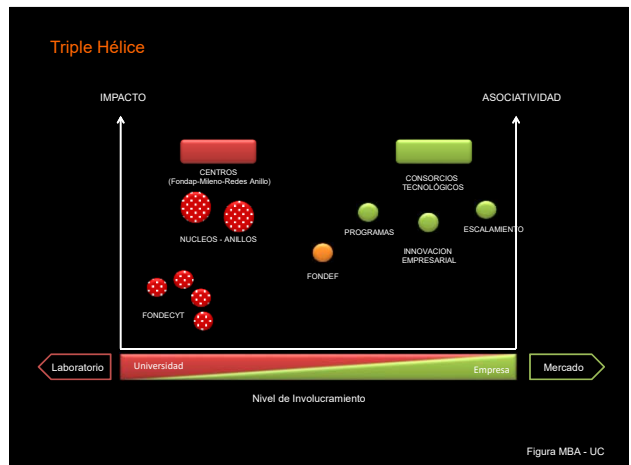 Triple Hélice
IMPACTO
ASOCIATIVIDAD
CENTROS
(Fondap-Mileno-Redes Anillo)
CONSORCIOS
TECNOLÓGICOS
NUCLEOS - ANILLOS
PROGRAMAS
ESCALAMIENTO
INNOVACION
EMPRESARIAL
FONDEF
FONDECYT
Laboratorio
Universidad
Empresa
Mercado
Nivel de Involucramiento
Figura MBA - UC